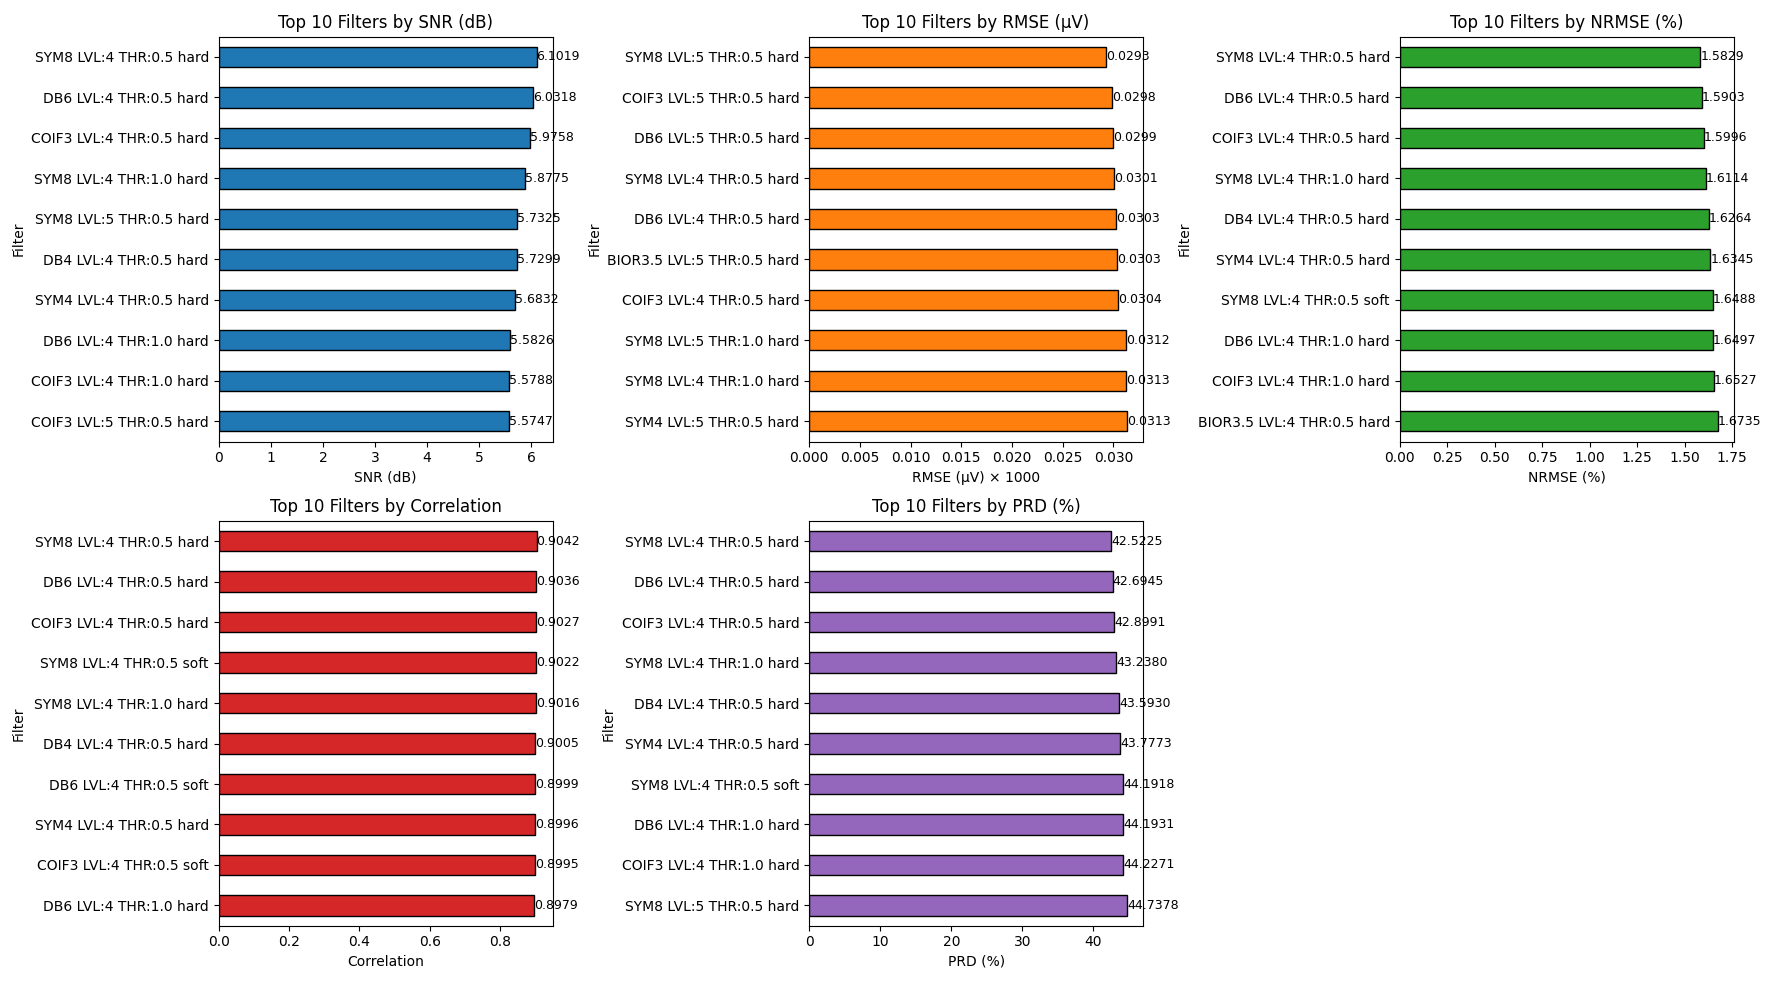 Top 10 Filters by SNR (dB)
Filter
SYM8 LVL:4 THR:0.5 hard 6.1019
DB6 LVL:4 THR:0.5 hard 6.0318
COIF3 LVL:4 THR:0.5 hard 5.9758
SYM8 LVL:4 THR:1.0 hard 5.8775
SYM8 LVL:5 THR:0.5 hard 5.7325
DB4 LVL:4 THR:0.5 hard 5.7299
SYM4 LVL:4 THR:0.5 hard 5.6832
DB6 LVL:4 THR:1.0 hard 5.5826
COIF3 LVL:4 THR:1.0 hard 5.5788
COIF3 LVL:5 THR:0.5 hard 5.5747
0 1 2 3 4 5 6
SNR (dB)
Top 10 Filters by RMSE (µV)
Filter
SYM8 LVL:5 THR:0.5 hard 0.0293
COIF3 LVL:5 THR:0.5 hard 0.0298
DB6 LVL:5 THR:0.5 hard 0.0299
SYM8 LVL:4 THR:0.5 hard 0.0301
DB6 LVL:4 THR:0.5 hard 0.0303
BIOR3.5 LVL:5 THR:0.5 hard 0.0303
COIF3 LVL:4 THR:0.5 hard 0.0304
SYM8 LVL:5 THR:1.0 hard 0.0312
SYM8 LVL:4 THR:1.0 hard 0.0313
SYM4 LVL:5 THR:0.5 hard 0.0313
0.000 0.005 0.010 0.015 0.020 0.025 0.030
RMSE (µV) × 1000
Top 10 Filters by NRMSE (%)
Filter
SYM8 LVL:4 THR:0.5 hard 1.5829
DB6 LVL:4 THR:0.5 hard 1.5903
COIF3 LVL:4 THR:0.5 hard 1.5996
SYM8 LVL:4 THR:1.0 hard 1.6114
DB4 LVL:4 THR:0.5 hard 1.6264
SYM4 LVL:4 THR:0.5 hard 1.6345
SYM8 LVL:4 THR:0.5 soft 1.6488
DB6 LVL:4 THR:1.0 hard 1.6497
COIF3 LVL:4 THR:1.0 hard 1.6527
BIOR3.5 LVL:4 THR:0.5 hard 1.6735
0.00 0.25 0.50 0.75 1.00 1.25 1.50 1.75
NRMSE (%)
Top 10 Filters by Correlation
Filter
SYM8 LVL:4 THR:0.5 hard 0.9042
DB6 LVL:4 THR:0.5 hard 0.9036
COIF3 LVL:4 THR:0.5 hard 0.9027
SYM8 LVL:4 THR:0.5 soft 0.9022
SYM8 LVL:4 THR:1.0 hard 0.9016
DB4 LVL:4 THR:0.5 hard 0.9005
DB6 LVL:4 THR:0.5 soft 0.8999
SYM4 LVL:4 THR:0.5 hard 0.8996
COIF3 LVL:4 THR:0.5 soft 0.8995
DB6 LVL:4 THR:1.0 hard 0.8979
0.0 0.2 0.4 0.6 0.8
Correlation
Top 10 Filters by PRD (%)
Filter
SYM8 LVL:4 THR:0.5 hard 42.5225
DB6 LVL:4 THR:0.5 hard 42.6945
COIF3 LVL:4 THR:0.5 hard 42.8991
SYM8 LVL:4 THR:1.0 hard 43.2380
DB4 LVL:4 THR:0.5 hard 43.5930
SYM4 LVL:4 THR:0.5 hard 43.7773
SYM8 LVL:4 THR:0.5 soft 44.1918
DB6 LVL:4 THR:1.0 hard 44.1931
COIF3 LVL:4 THR:1.0 hard 44.2271
SYM8 LVL:5 THR:0.5 hard 44.7378
0 10 20 30 40
PRD (%)